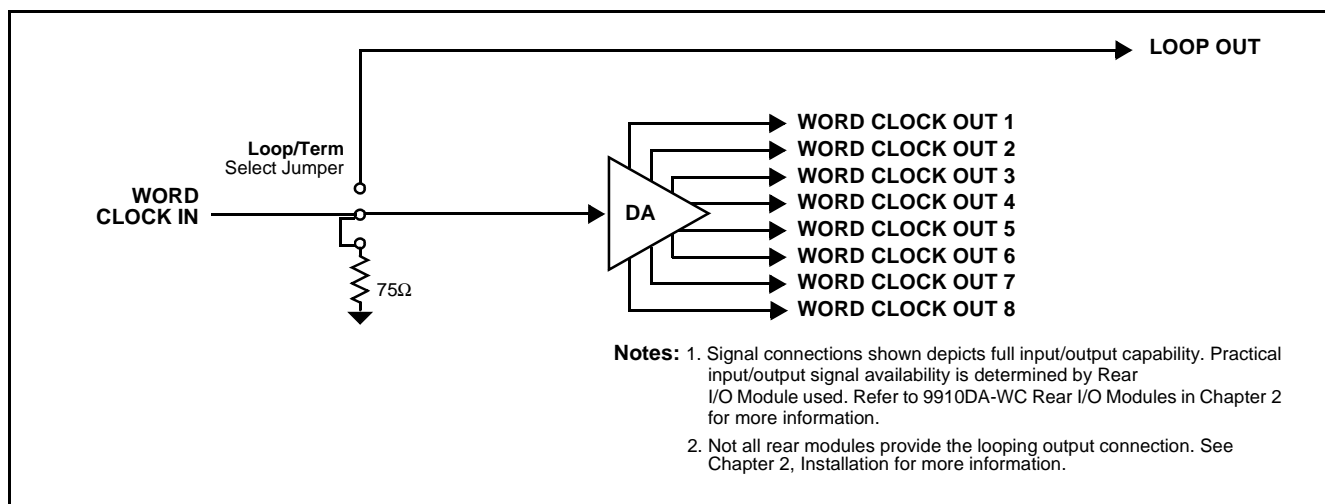 LOOP OUT
Loop/Term
Select Jumper
WORD
CLOCK IN
75Ω
DA
WORD CLOCK OUT 1
WORD CLOCK OUT 2
WORD CLOCK OUT 3
WORD CLOCK OUT 4
WORD CLOCK OUT 5
WORD CLOCK OUT 6
WORD CLOCK OUT 7
WORD CLOCK OUT 8
Notes: 1. Signal connections shown depicts full input/output capability. Practical
input/output signal availability is determined by Rear
I/O Module used. Refer to 9910DA-WC Rear I/O Modules in Chapter 2
for more information.
2. Not all rear modules provide the looping output connection. See
Chapter 2, Installation for more information.